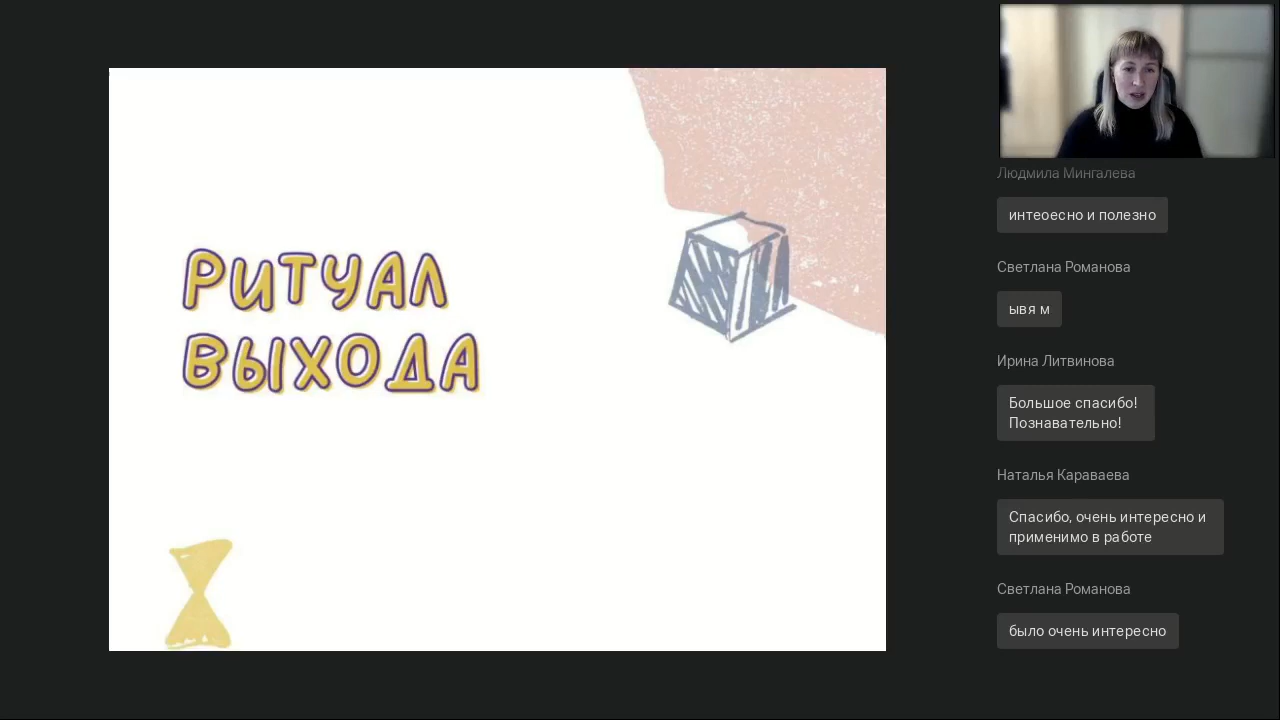 РИТУАЛ
ВЫХОДА
Людмила Мингалева
интеоесно и полезно
Светлана Романова
ывя м
Ирина Литвинова
Большое спасибо!
Познавательно!
Наталья Караваева
Спасибо, очень интересно и
применимо в работе
Светлана Романова
было очень интересно